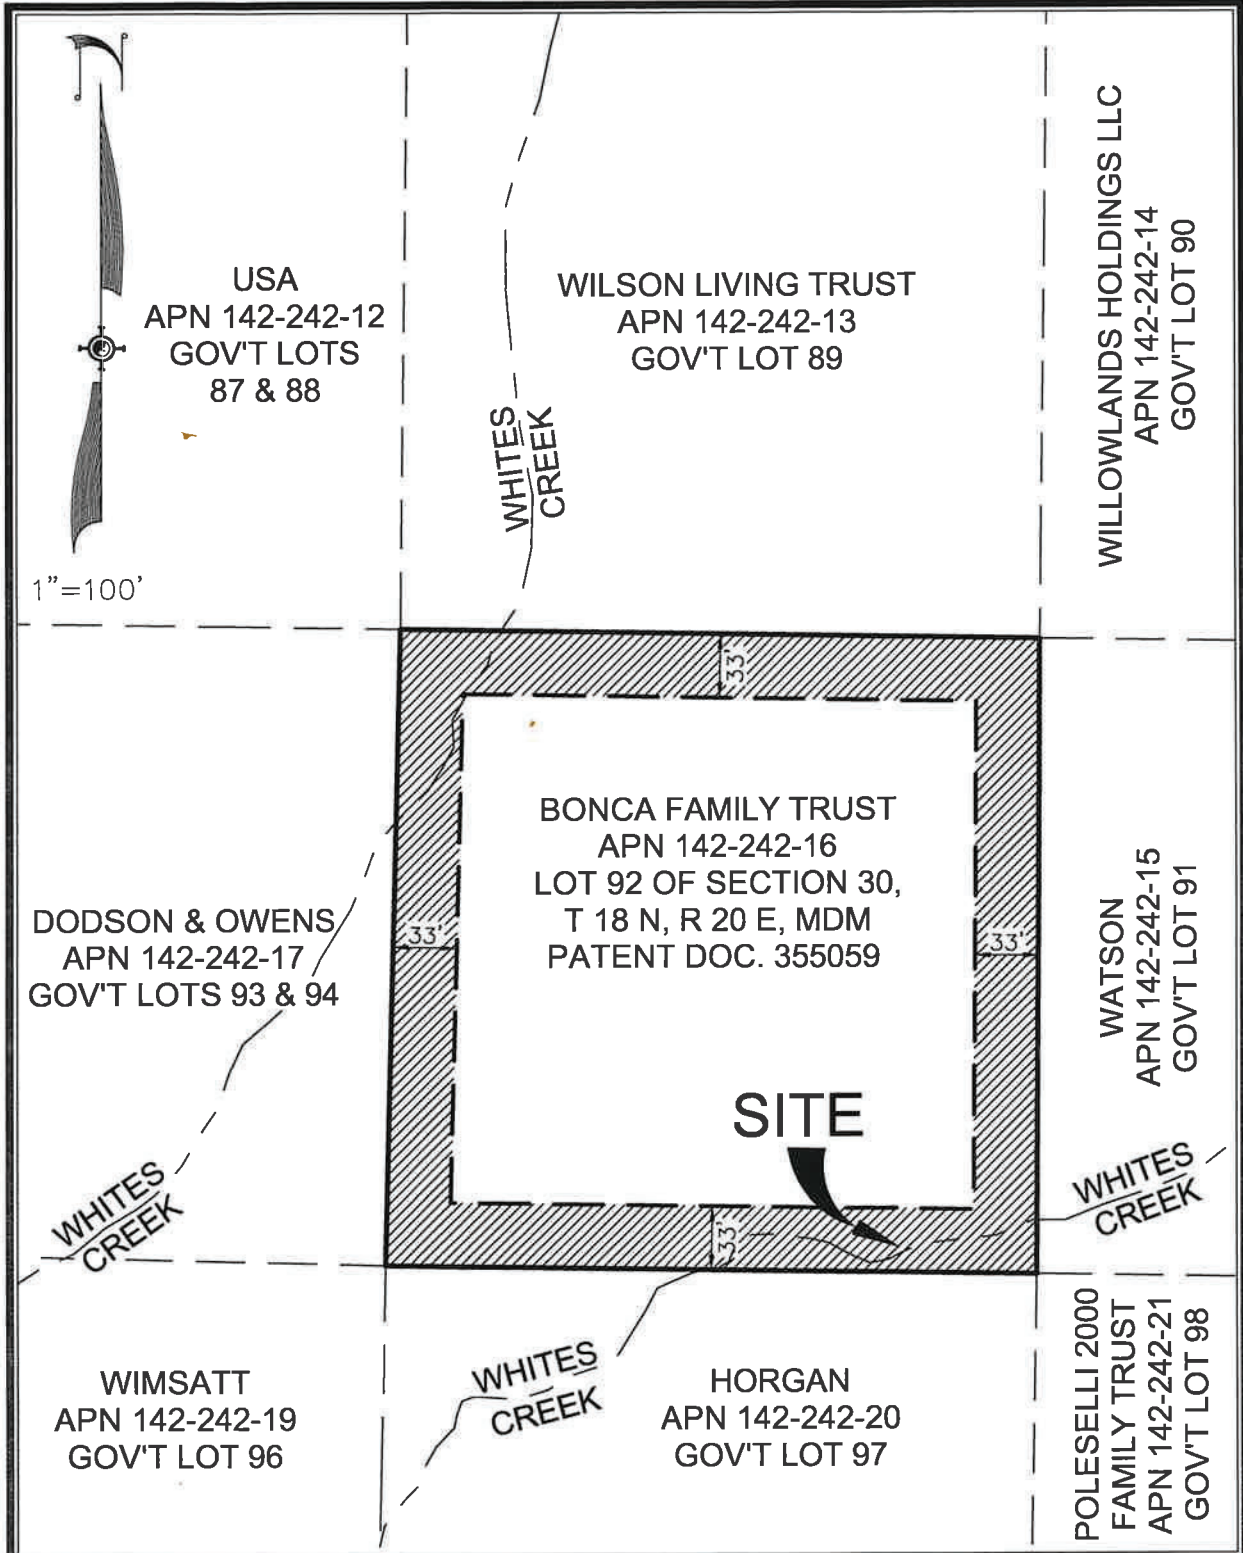 USA
APN 142-242-12
GOV'T LOTS
87 & 88
1"=100'
WILSON LIVING TRUST
APN 142-242-13
GOV'T LOT 89
WHITES
CREEK
WILLOWLANDS HOLDINGS LLC
APN 142-242-14
GOV'T LOT 90
33'
BONCA FAMILY TRUST
APN 142-242-16
LOT 92 OF SECTION 30,
T 18 N, R 20 E, MDM
PATENT DOC. 355059
33'
33'
DODSON & OWENS
APN 142-242-17
GOV'T LOTS 93 & 94
WATSON
APN 142-242-15
GOV'T LOT 91
SITE
33'
WHITES
CREEK
WHITES
CREEK
WIMSATT
APN 142-242-19
GOV'T LOT 96
WHITES
CREEK
HORGAN
APN 142-242-20
GOV'T LOT 97
POLESELLI 2000
FAMILY TRUST
APN 142-242-21
GOV'T LOT 98